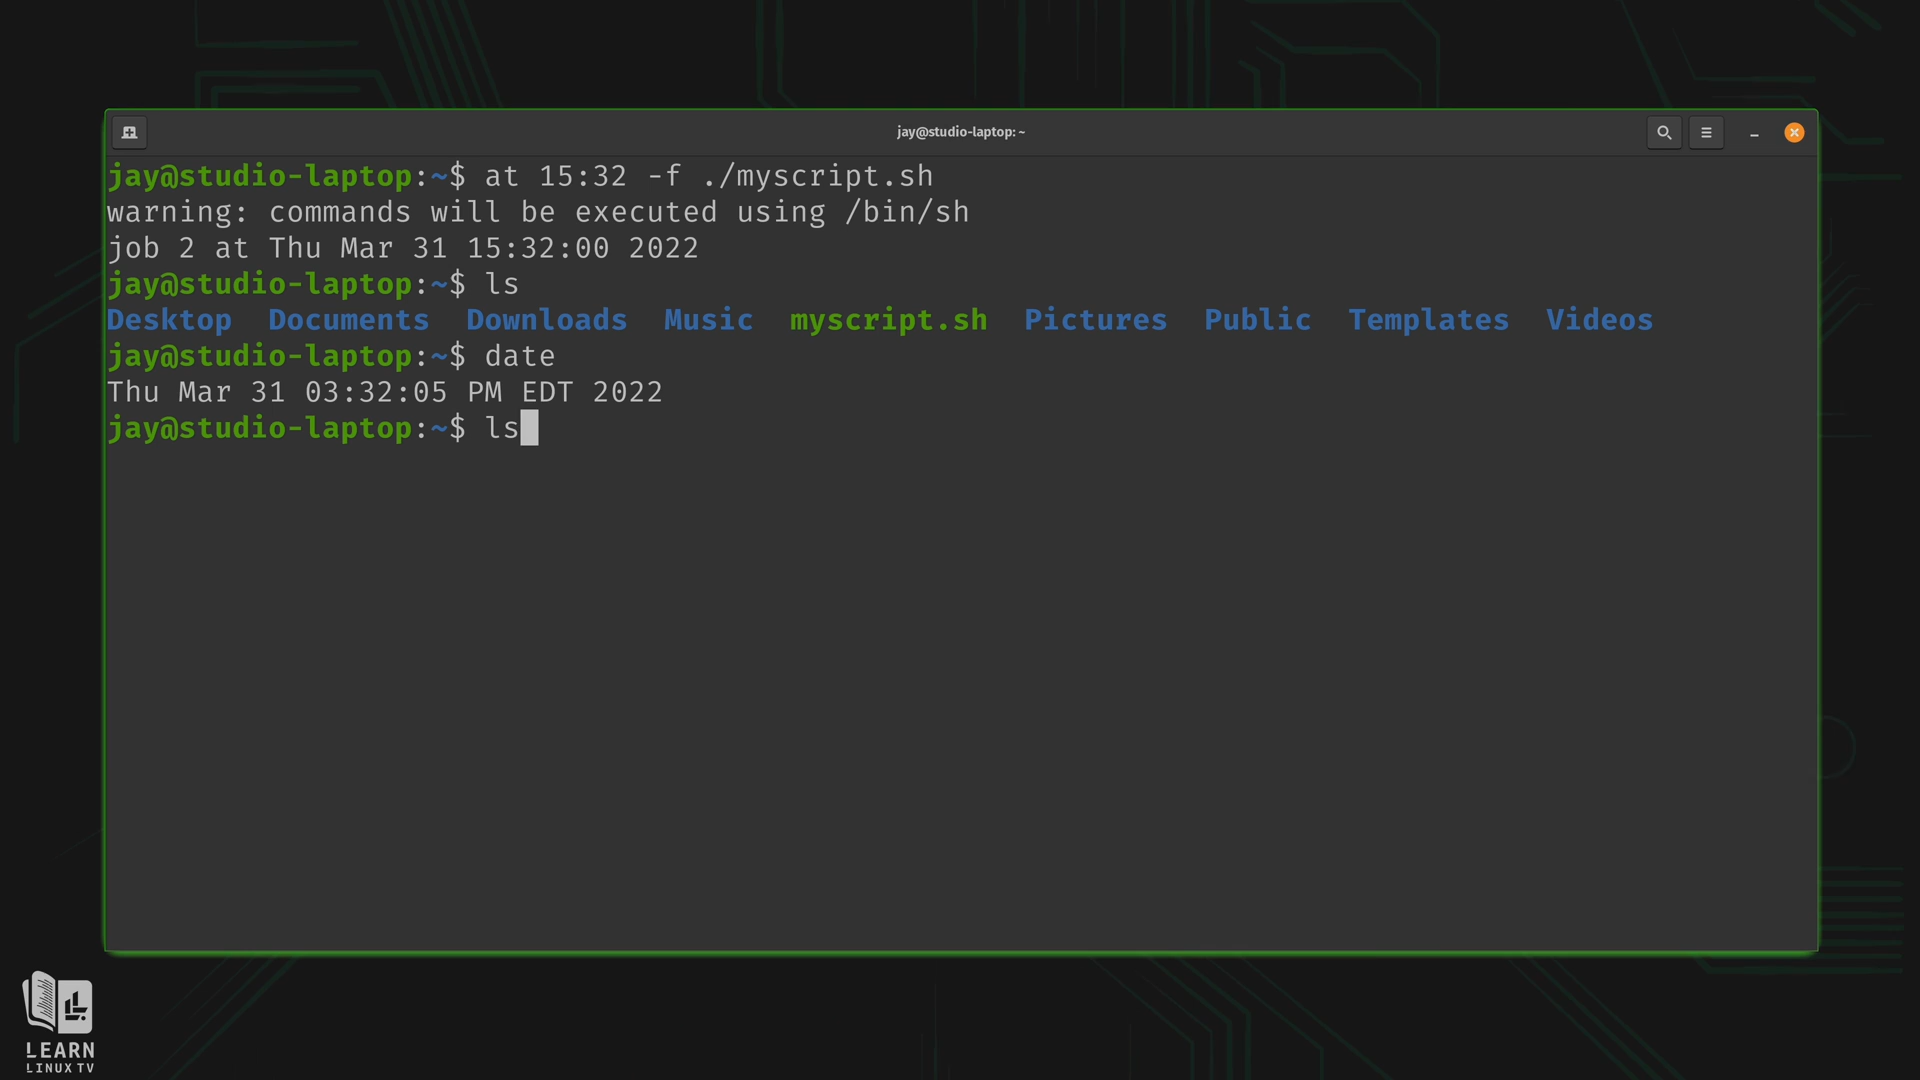 jay@studio-laptop: ~
jay@studio-laptop:~$ at 15:32 -f ./myscript.sh
warning: commands will be executed using /bin/sh
job 2 at Thu Mar 31 15:32:00 2022
jay@studio-laptop:~$ ls
Desktop  Documents  Downloads  Music  myscript.sh  Pictures  Public  Templates  Videos
jay@studio-laptop:~$ date
Thu Mar 31 03:32:05 PM EDT 2022
jay@studio-laptop:~$ ls
LEARN
LINUX TV